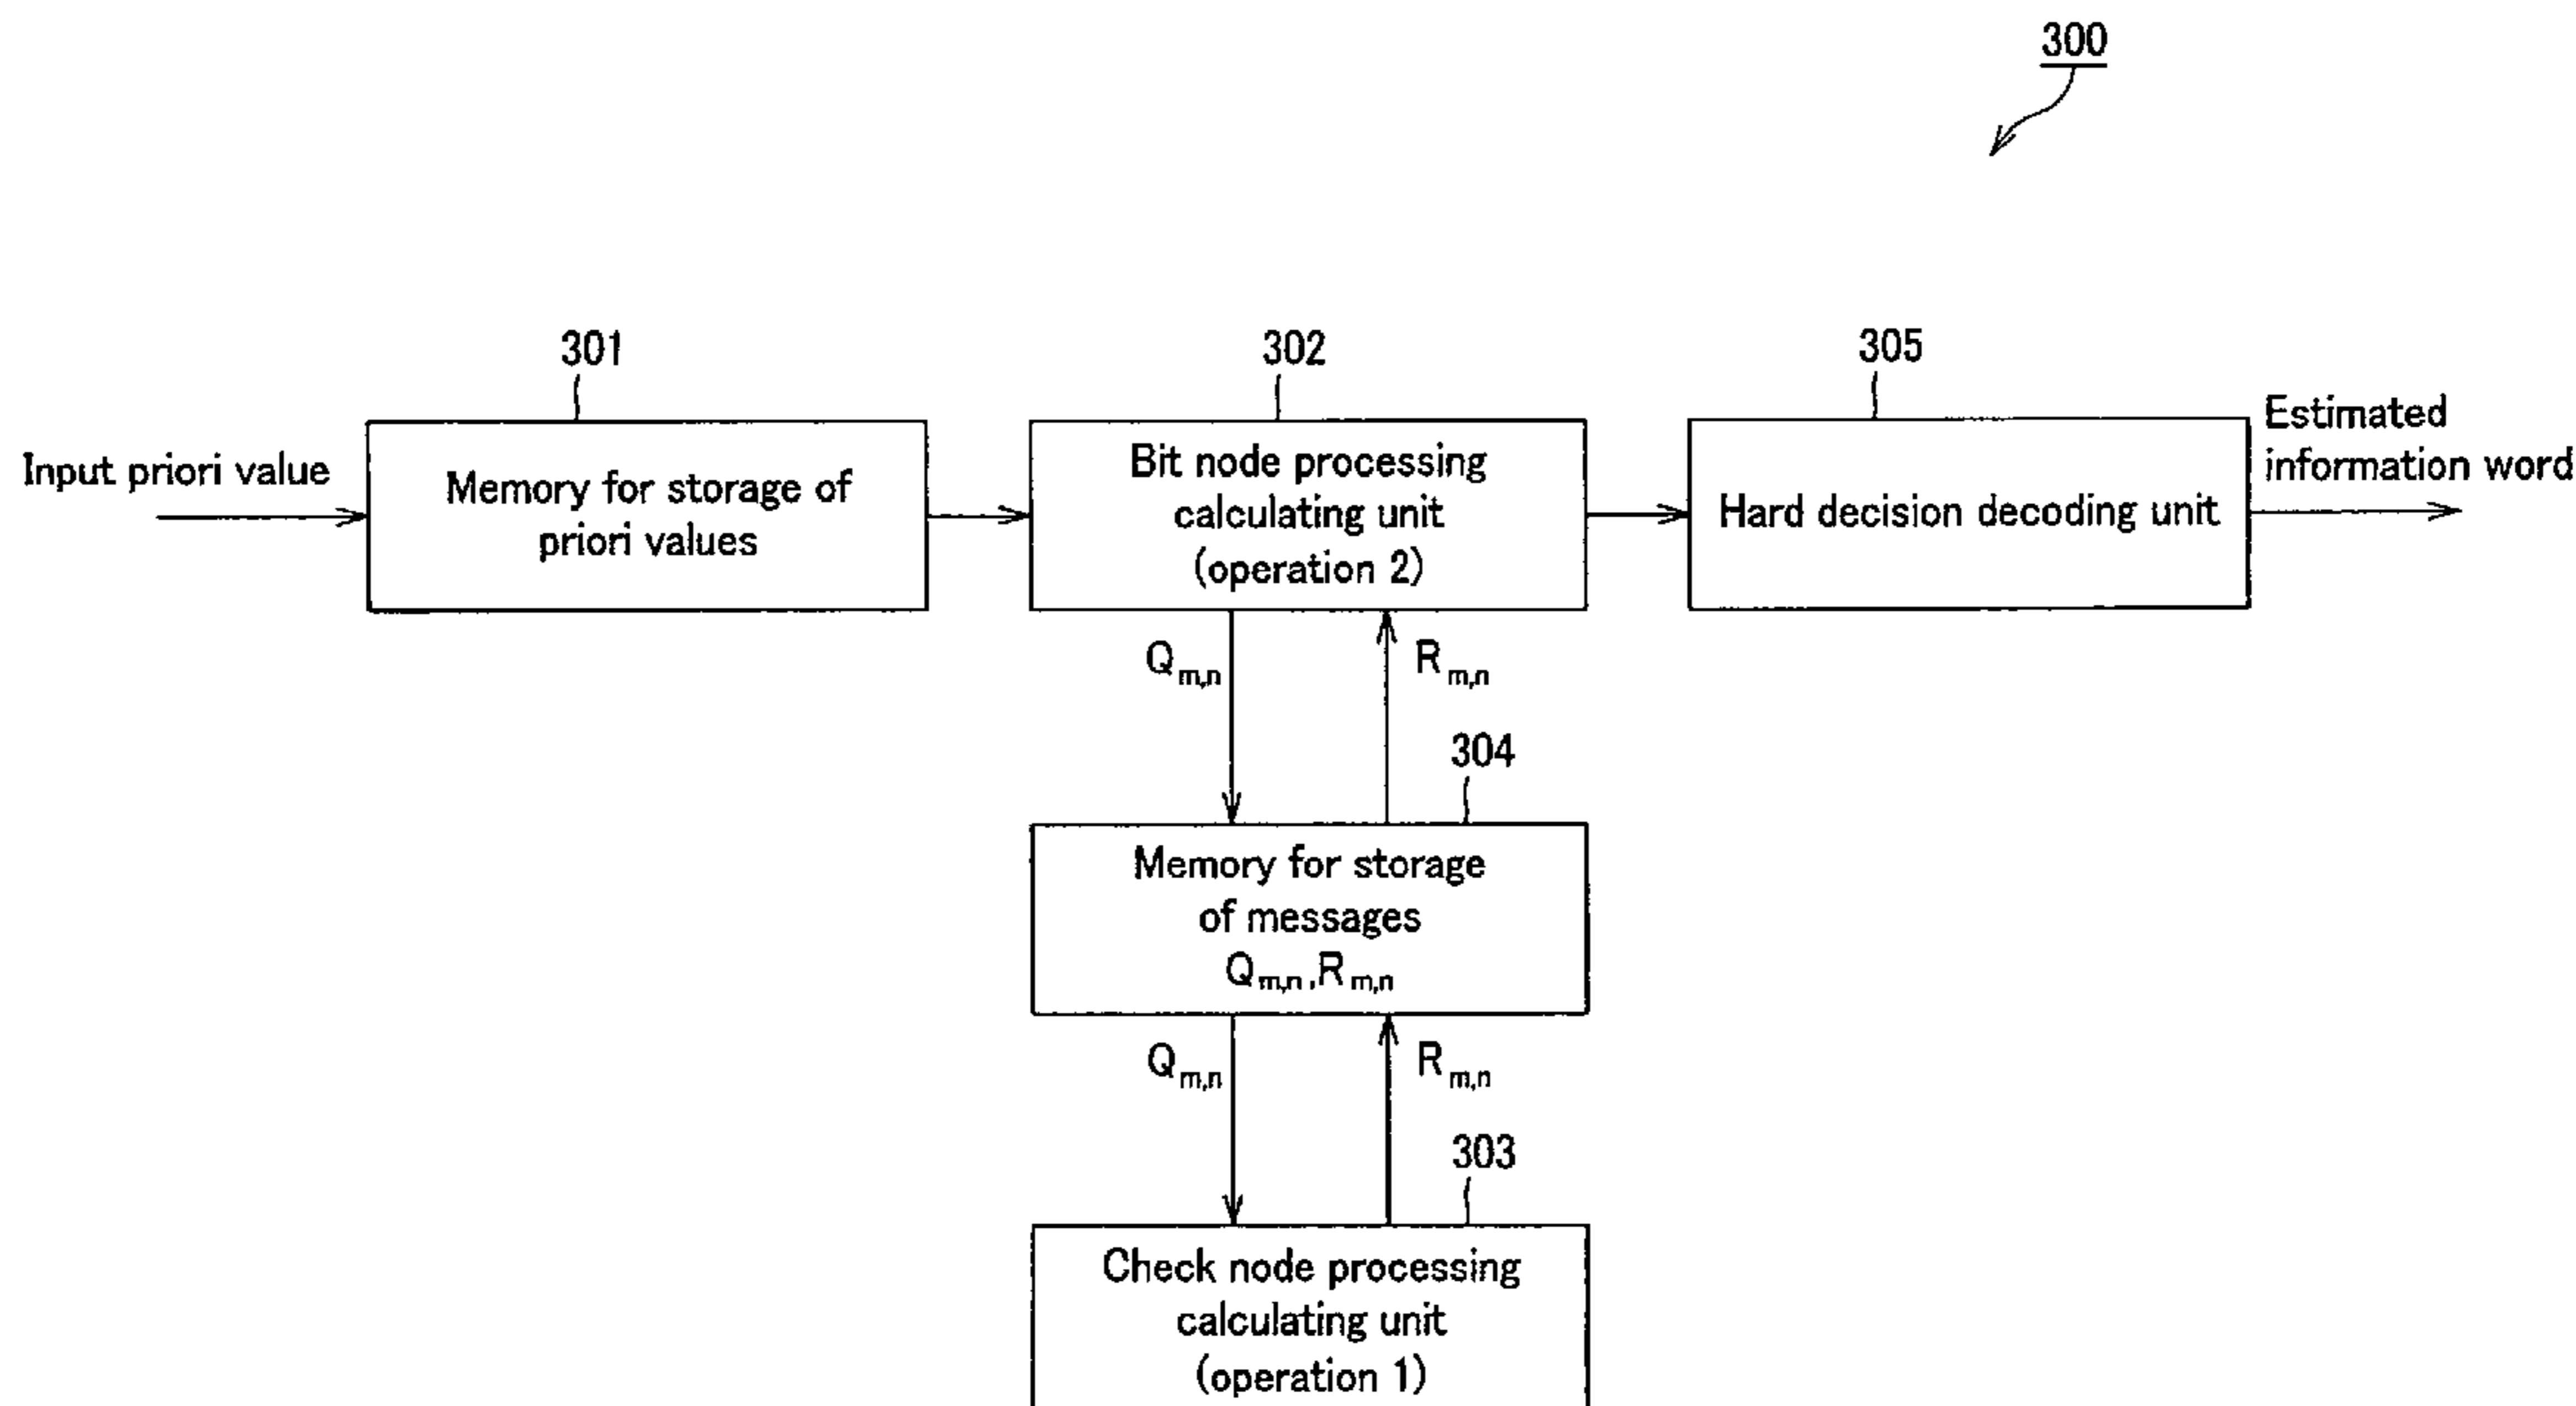 300
301
302
305
Input priori value
Memory for storage of
priori values
Bit node processing
calculating unit
(operation 2)
Hard decision decoding unit
Estimated
information word
Qm,n
Rm,n
304
Memory for storage
of messages
Qm,n,Rm,n
Qm,n
Rm,n
303
Check node processing
calculating unit
(operation 1)